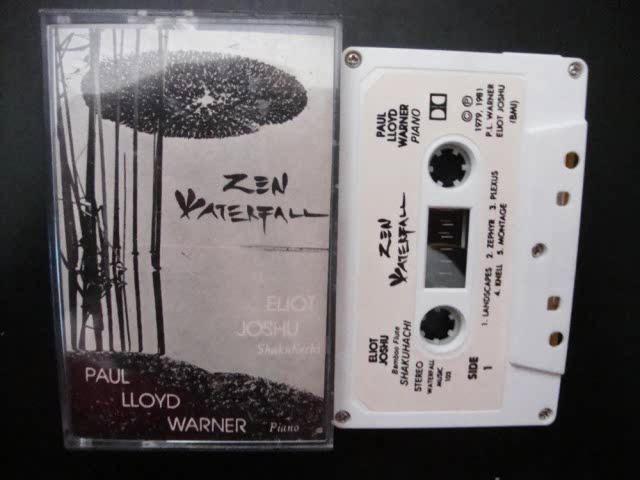 ZEN
WATERFALL
ELIOT
JOSHU
Shakuhachi
PAUL
LLOYD
WARNER Piano
PAUL
LLOYD
WARNER
PIANO
Ⓒ Ⓟ
1979, 1981
P.L. WARNER
ELIOT JOSHU
(BMI)
ZEN
WATERFALL
1. LANDSCAPES 2. ZEPHYR 3. PLEXUS
4. KNELL 5. MONTAGE
ELIOT
JOSHU
Bamboo Flute
SHAKUHACHI
STEREO
WATERFALL
MUSIC
103
SIDE
1